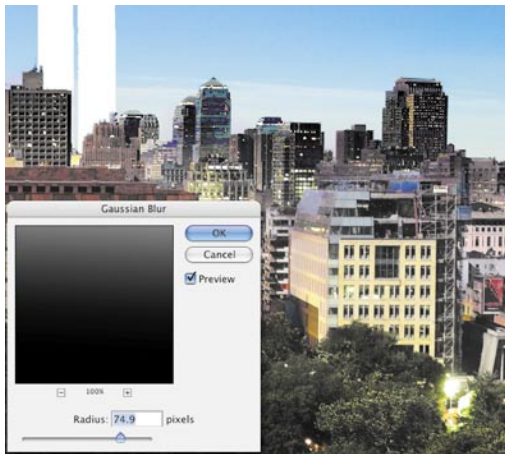 Gaussian Blur
OK
Cancel
Preview
100%
Radius: 74.9 pixels